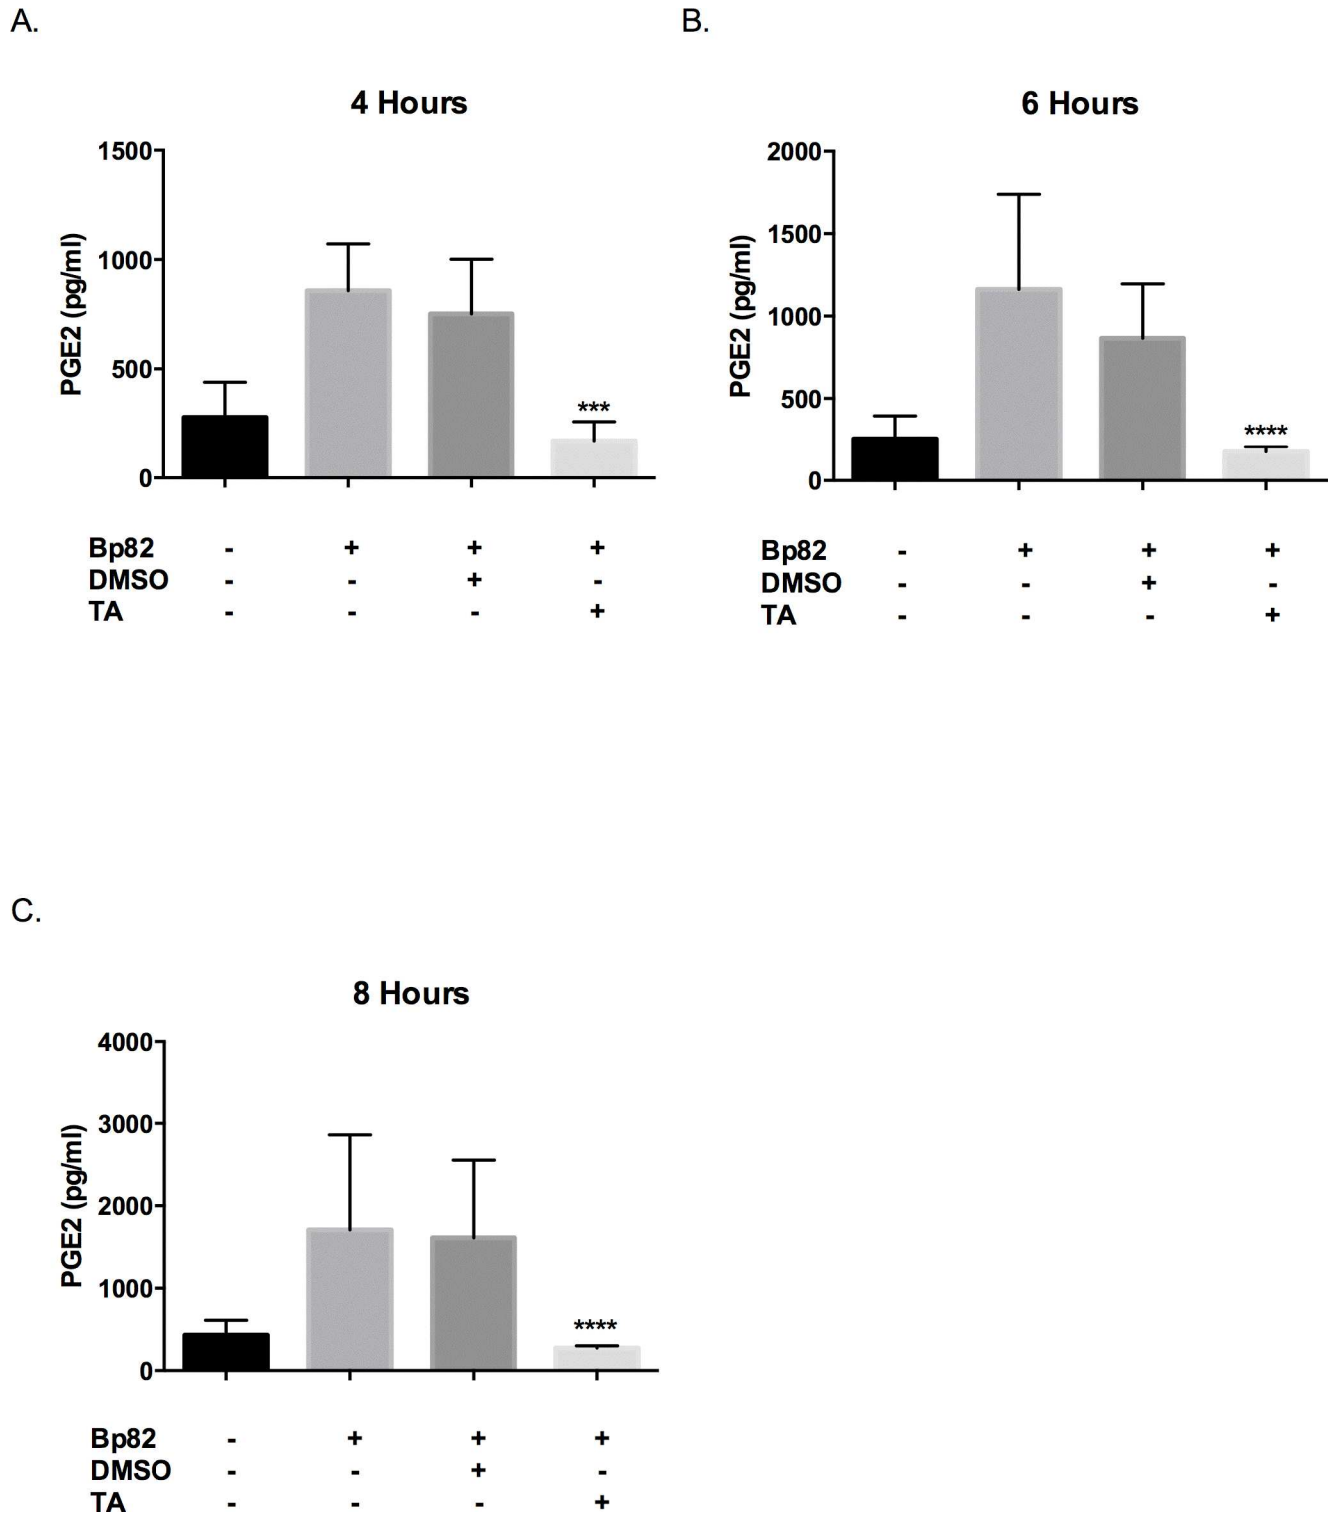 A.
4 Hours
1500
1000
500
0
PGE2 (pg/ml)
***
Bp82 - + + +
DMSO - - + -
TA - - - +
B.
6 Hours
2000
1500
1000
500
0
PGE2 (pg/ml)
****
Bp82 - + + +
DMSO - - + -
TA - - - +
C.
8 Hours
4000
3000
2000
1000
0
PGE2 (pg/ml)
****
Bp82 - + + +
DMSO - - + -
TA - - - +